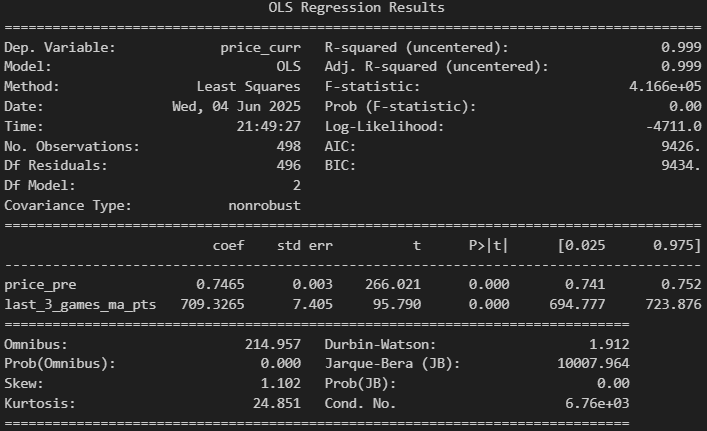 OLS Regression Results
==============================================================================
Dep. Variable: price_curr R-squared (uncentered): 0.999
Model: OLS Adj. R-squared (uncentered): 0.999
Method: Least Squares F-statistic: 4.166e+05
Date: Wed, 04 Jun 2025 Prob (F-statistic): 0.00
Time: 21:49:27 Log-Likelihood: -4711.0
No. Observations: 498 AIC: 9426.
Df Residuals: 496 BIC: 9434.
Df Model: 2
Covariance Type: nonrobust
==============================================================================
coef std err t P>|t| [0.025 0.975]
------------------------------------------------------------------------------
price_pre 0.7465 0.003 266.021 0.000 0.741 0.752
last_3_games_ma_pts 709.3265 7.405 95.790 0.000 694.777 723.876
==============================================================================
Omnibus: 214.957 Durbin-Watson: 1.912
Prob(Omnibus): 0.000 Jarque-Bera (JB): 10007.964
Skew: 1.102 Prob(JB): 0.00
Kurtosis: 24.851 Cond. No. 6.76e+03
==============================================================================